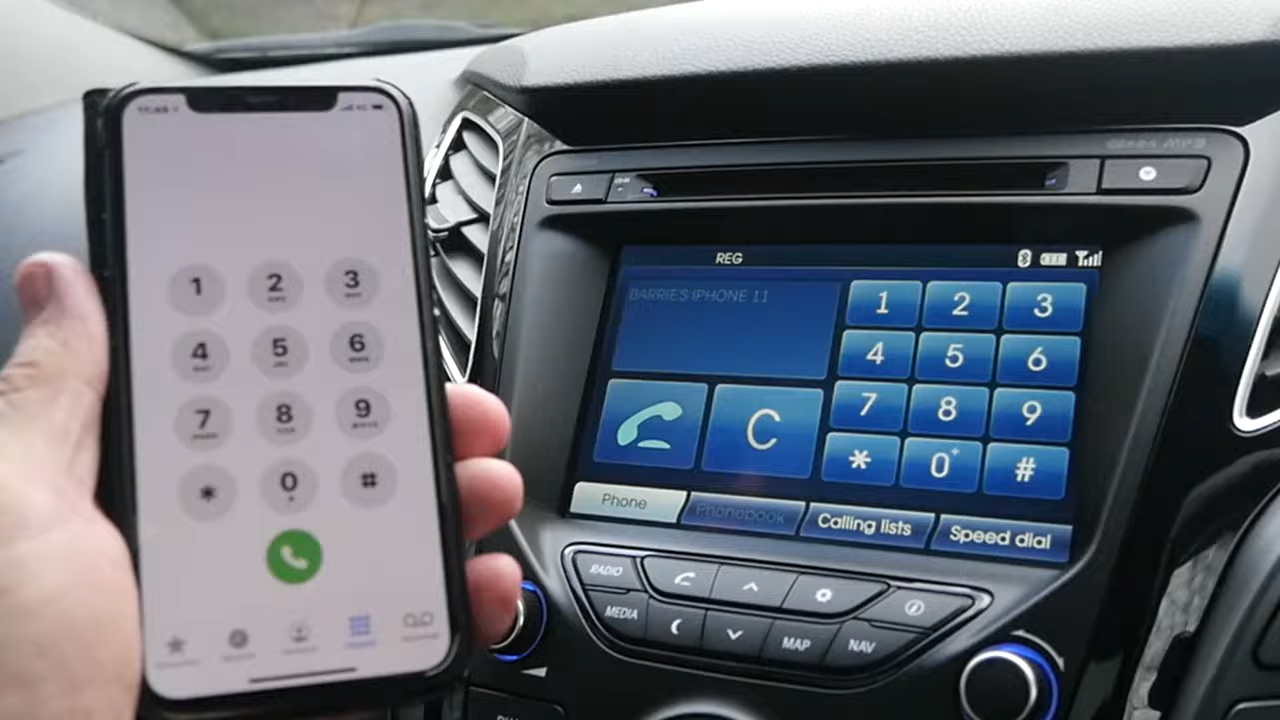 1 2 3
4 5 6
7 8 9
* 0 #
REG
BARRIES IPHONE 11
1 2 3
4 5 6
7 8 9
* 0+ #
C
Phone Phonebook Calling lists Speed dial
RADIO
MEDIA MAP NAV